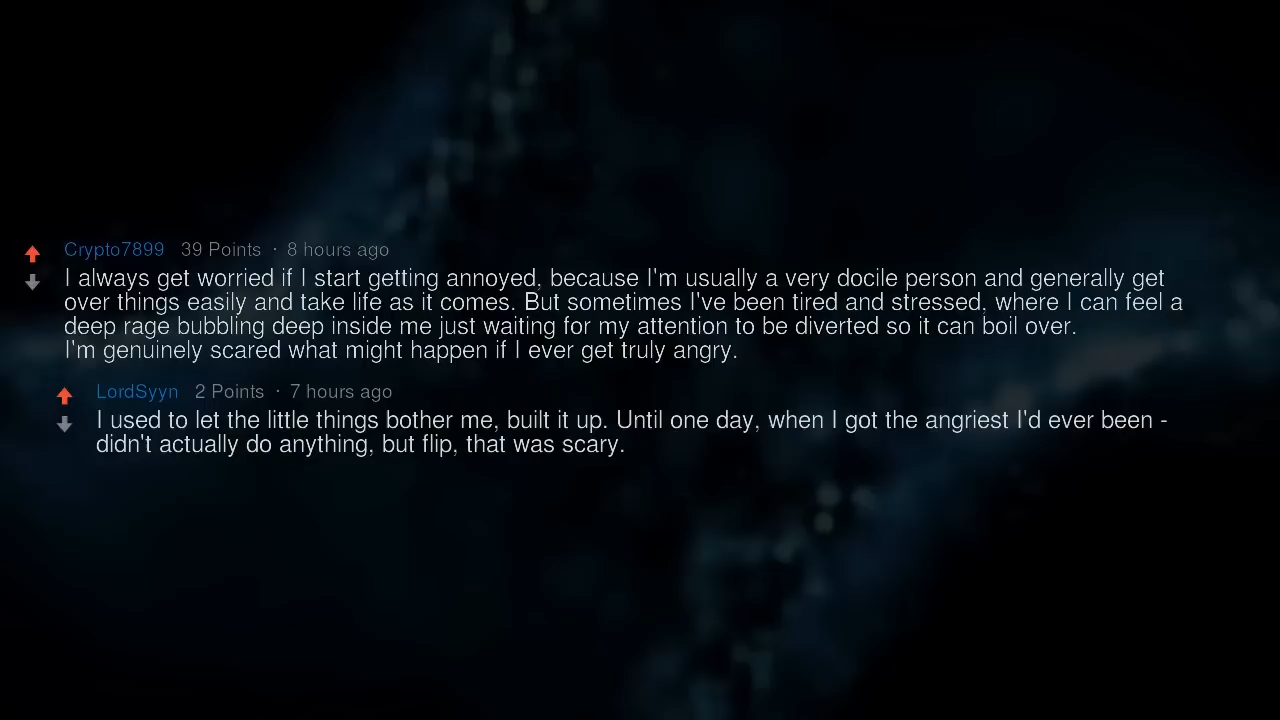 Crypto7899 39 Points · 8 hours ago
I always get worried if I start getting annoyed, because I'm usually a very docile person and generally get
over things easily and take life as it comes. But sometimes I've been tired and stressed, where I can feel a
deep rage bubbling deep inside me just waiting for my attention to be diverted so it can boil over.
I'm genuinely scared what might happen if I ever get truly angry.
LordSyyn 2 Points · 7 hours ago
I used to let the little things bother me, built it up. Until one day, when I got the angriest I'd ever been -
didn't actually do anything, but flip, that was scary.